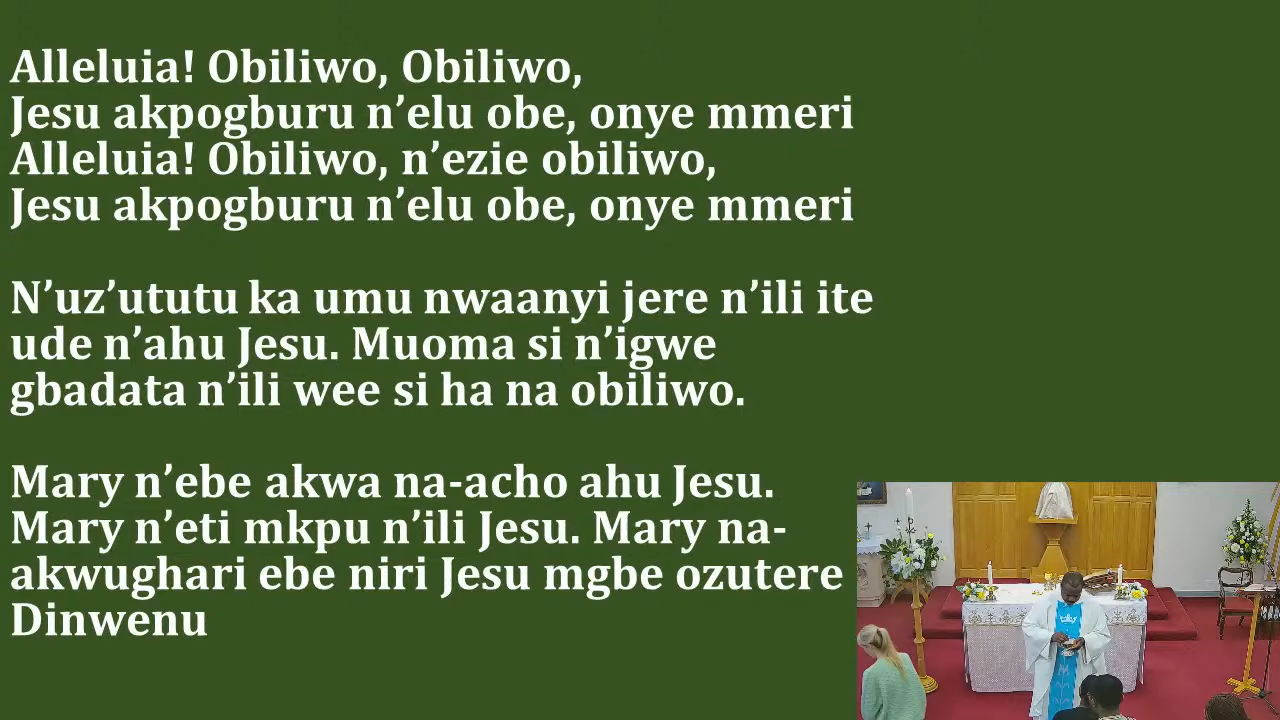 Alleluia! Obiliwo, Obiliwo,
Jesu akpogburu n’elu obe, onye mmeri
Alleluia! Obiliwo, n’ezie obiliwo,
Jesu akpogburu n’elu obe, onye mmeri
N’uz’ututu ka umu nwaanyi jere n’ili ite
ude n’ahu Jesu. Muoma si n’igwe
gbadata n’ili wee si ha na obiliwo.
Mary n’ebe akwa na-acho ahu Jesu.
Mary n’eti mkpu n’ili Jesu. Mary na-
akwughari ebe niri Jesu mgbe ozutere
Dinwenu